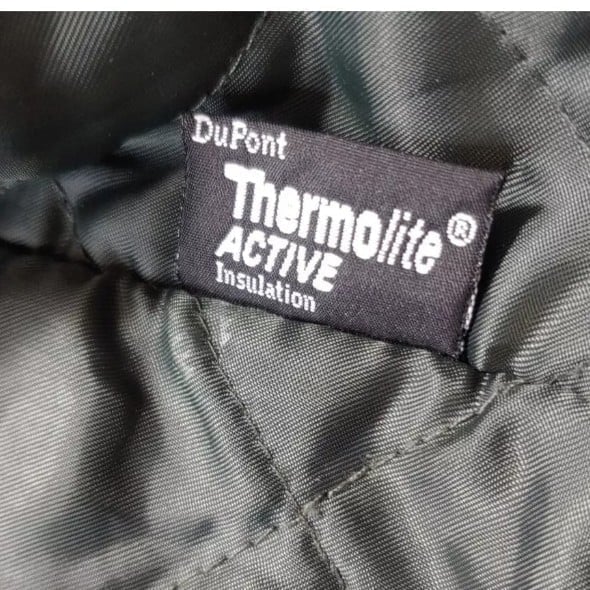 DuPont
Thermolite®
ACTIVE
Insulation